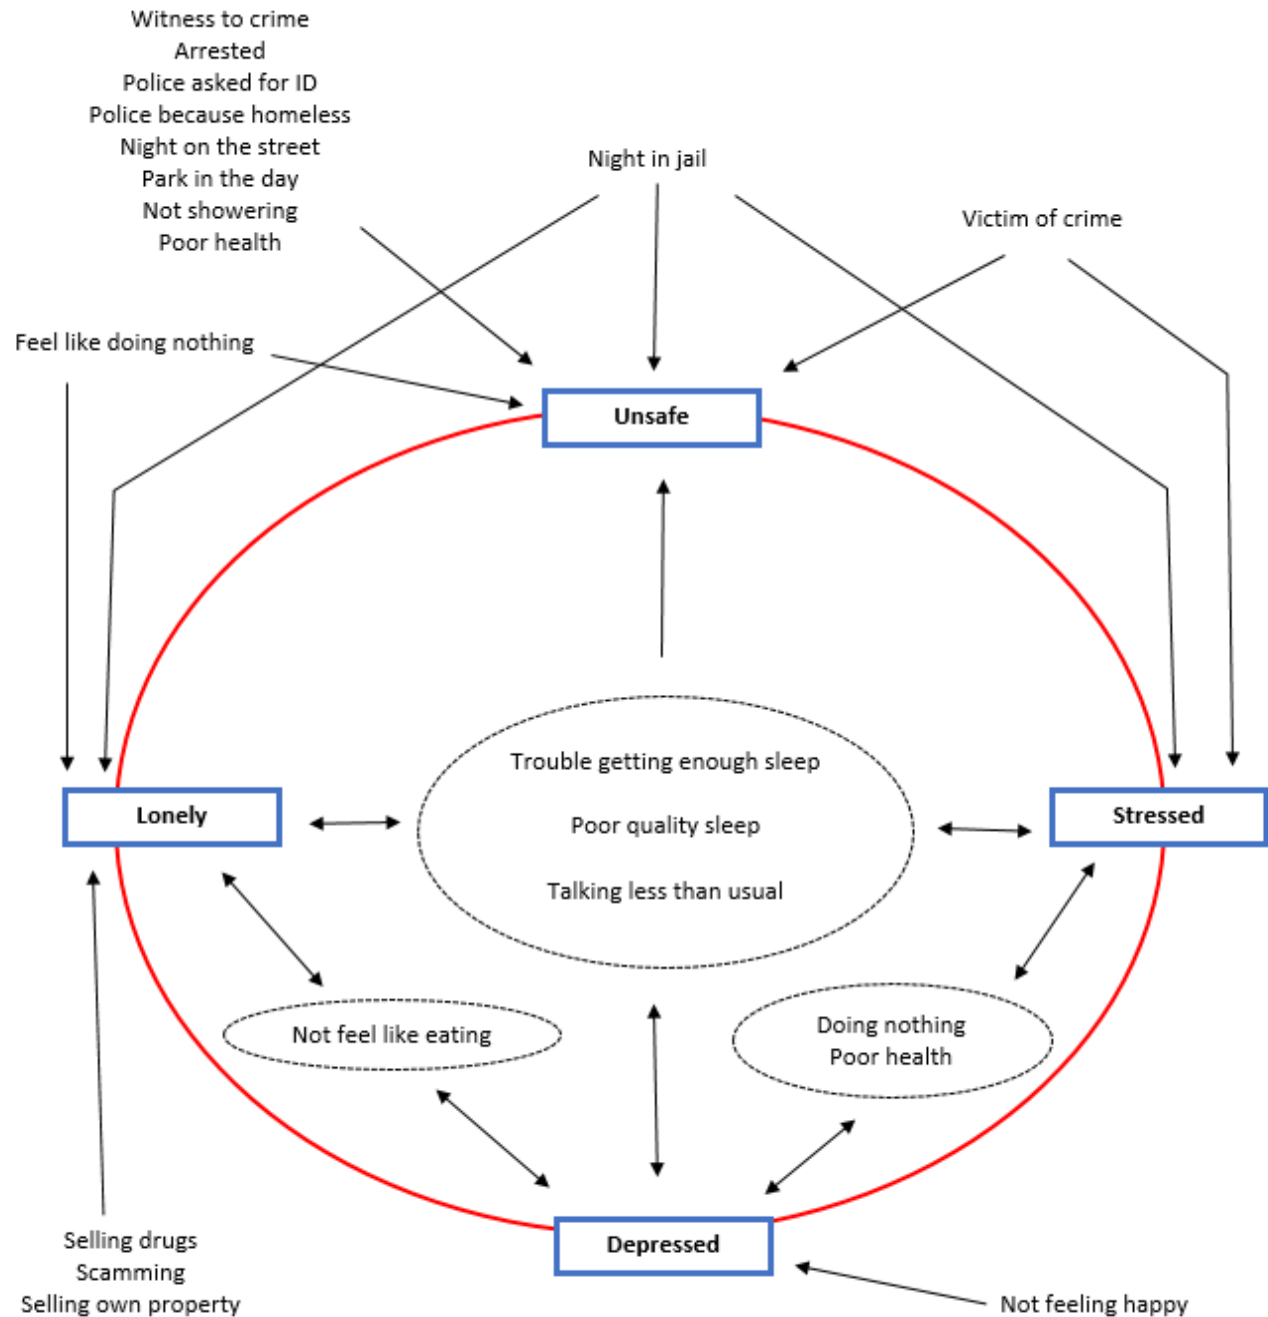 Witness to crime
Arrested
Police asked for ID
Police because homeless
Night on the street
Park in the day
Not showering
Poor health
Night in jail
Victim of crime
Feel like doing nothing
Unsafe
Trouble getting enough sleep
Poor quality sleep
Talking less than usual
Lonely
Stressed
Not feel like eating
Doing nothing
Poor health
Depressed
Selling drugs
Scamming
Selling own property
Not feeling happy